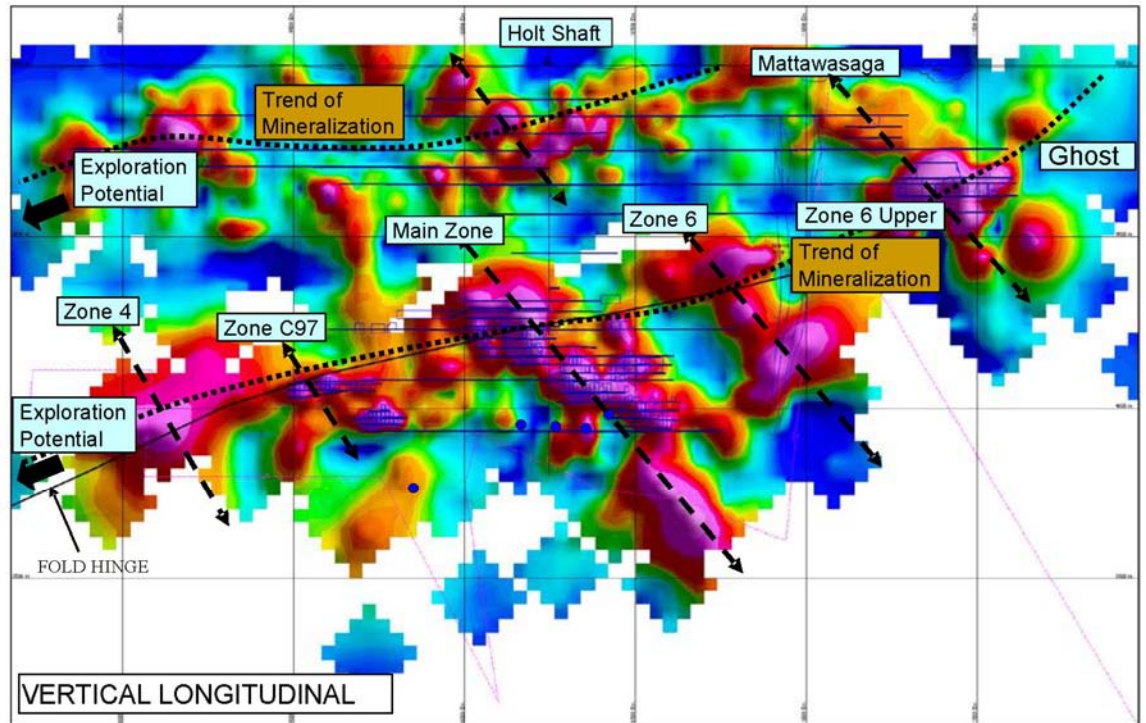 Holt Shaft
Mattawasaga
Trend of
Mineralization
Ghost
Exploration
Potential
Zone 6
Zone 6 Upper
Main Zone
Trend of
Mineralization
Zone 4
Zone C97
Exploration
Potential
FOLD HINGE
VERTICAL LONGITUDINAL